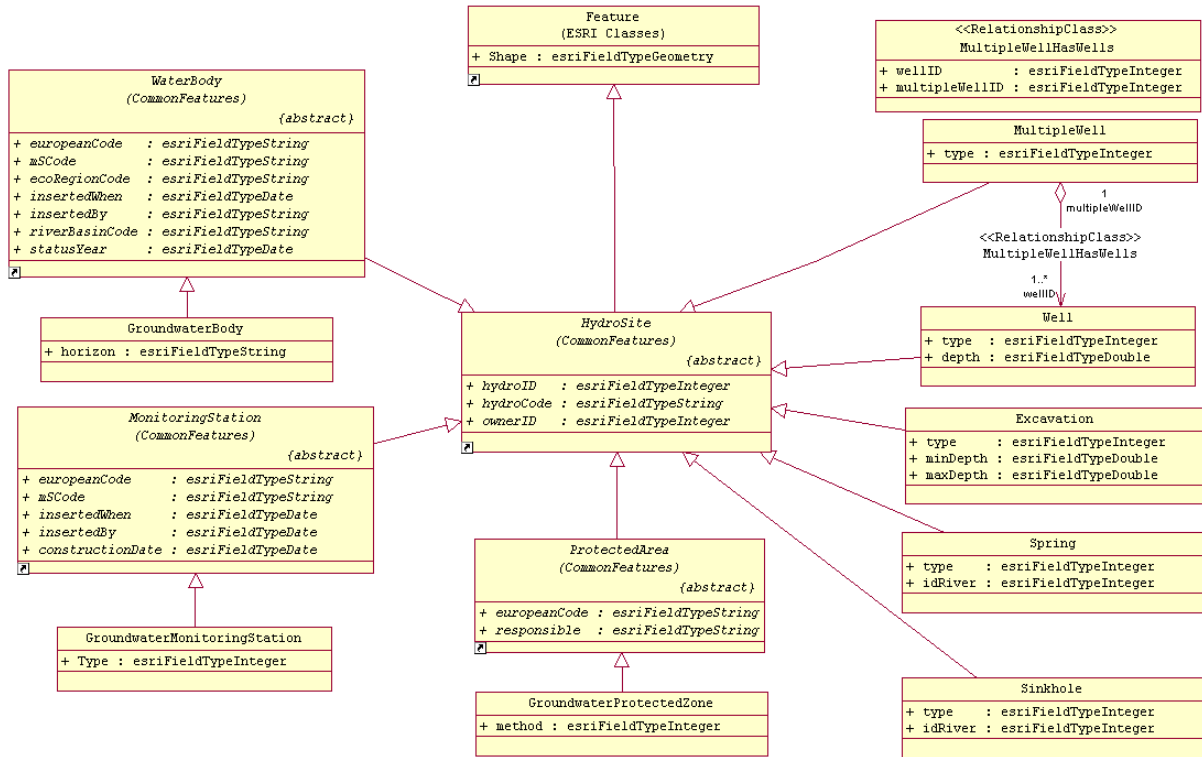 Feature
(ESRI Classes)
+ Shape : esriFieldTypeGeometry
<<RelationshipClass>>
MultipleWellHasWells
+ wellID : esriFieldTypeInteger
+ multipleWellID : esriFieldTypeInteger
WaterBody
(CommonFeatures)
{abstract}
+ europeanCode : esriFieldTypeString
+ mSCode : esriFieldTypeString
+ ecoRegionCode : esriFieldTypeString
+ insertedWhen : esriFieldTypeDate
+ insertedBy : esriFieldTypeString
+ riverBasinCode : esriFieldTypeString
+ statusYear : esriFieldTypeDate
MultipleWell
+ type : esriFieldTypeInteger
1
multipleWellID
<<RelationshipClass>>
MultipleWellHasWells
1..*
wellID
GroundwaterBody
+ horizon : esriFieldTypeString
HydroSite
(CommonFeatures)
{abstract}
+ hydroID : esriFieldTypeInteger
+ hydroCode : esriFieldTypeString
+ ownerID : esriFieldTypeInteger
Well
+ type : esriFieldTypeInteger
+ depth : esriFieldTypeDouble
MonitoringStation
(CommonFeatures)
{abstract}
+ europeanCode : esriFieldTypeString
+ mSCode : esriFieldTypeString
+ insertedWhen : esriFieldTypeDate
+ insertedBy : esriFieldTypeDate
+ constructionDate : esriFieldTypeDate
Excavation
+ type : esriFieldTypeInteger
+ minDepth : esriFieldTypeDouble
+ maxDepth : esriFieldTypeDouble
ProtectedArea
(CommonFeatures)
{abstract}
+ europeanCode : esriFieldTypeString
+ responsible : esriFieldTypeString
Spring
+ type : esriFieldTypeInteger
+ idRiver : esriFieldTypeInteger
GroundwaterMonitoringStation
+ Type : esriFieldTypeInteger
GroundwaterProtectedZone
+ method : esriFieldTypeInteger
Sinkhole
+ type : esriFieldTypeInteger
+ idRiver : esriFieldTypeInteger